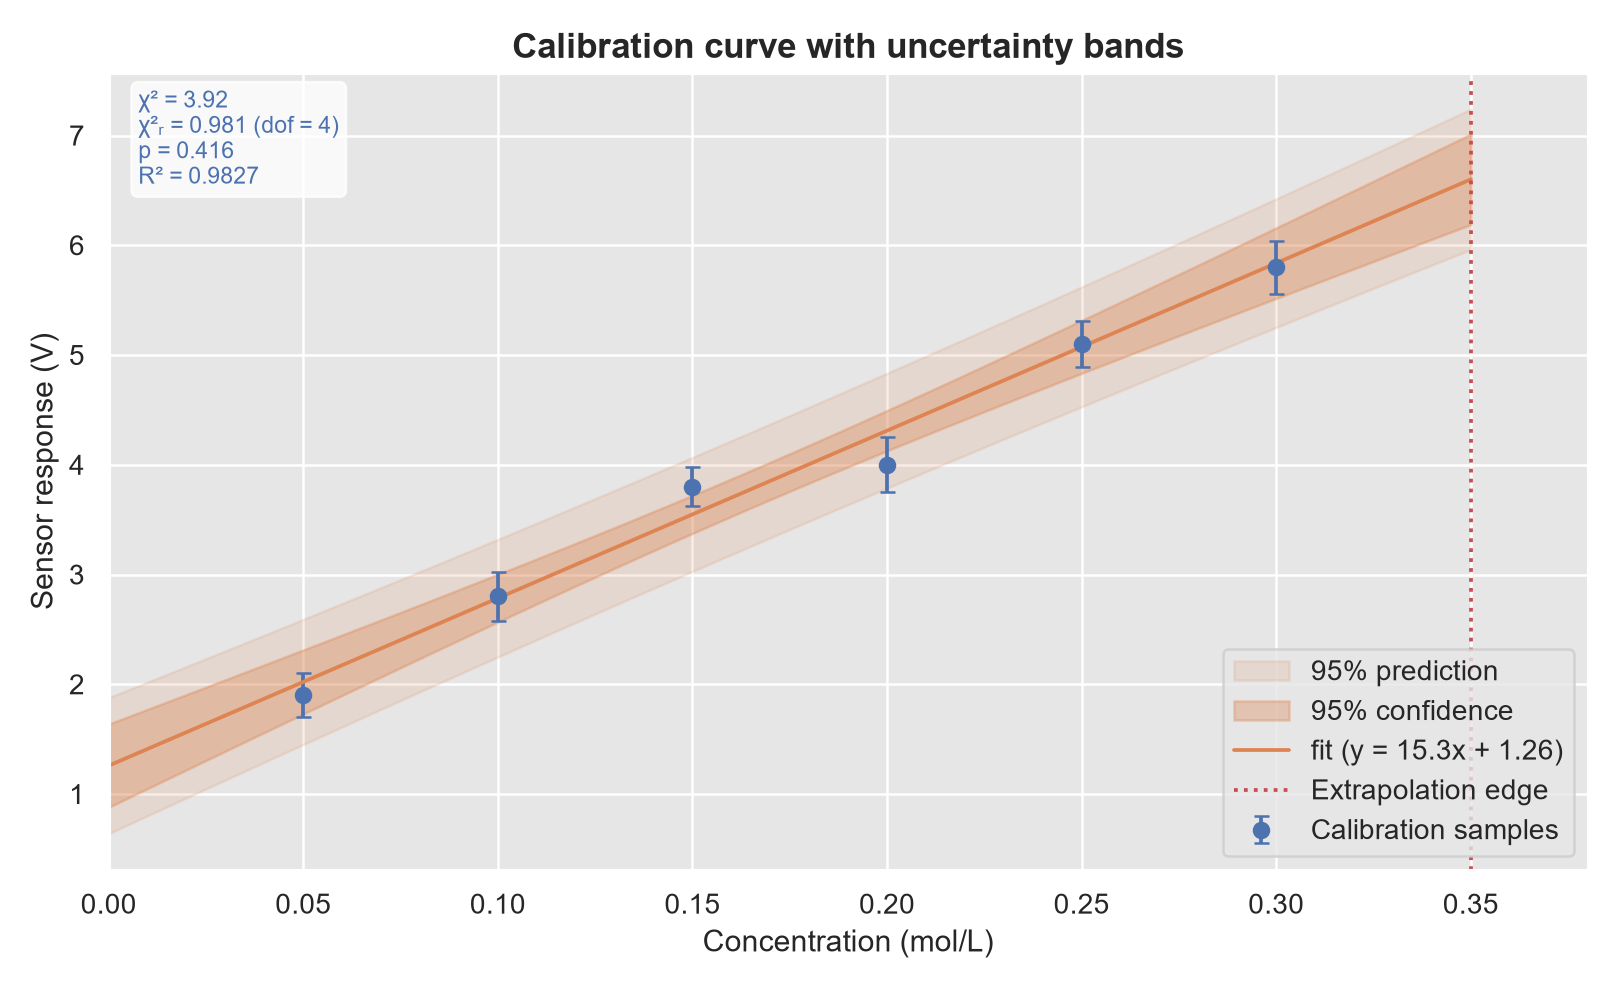 Calibration curve with uncertainty bands
χ² = 3.92
χ²ᵣ = 0.981 (dof = 4)
p = 0.416
R² = 0.9827
7
6
5
4
3
2
1
Sensor response (V)
95% prediction
95% confidence
fit (y = 15.3x + 1.26)
Extrapolation edge
Calibration samples
0.00 0.05 0.10 0.15 0.20 0.25 0.30 0.35
Concentration (mol/L)